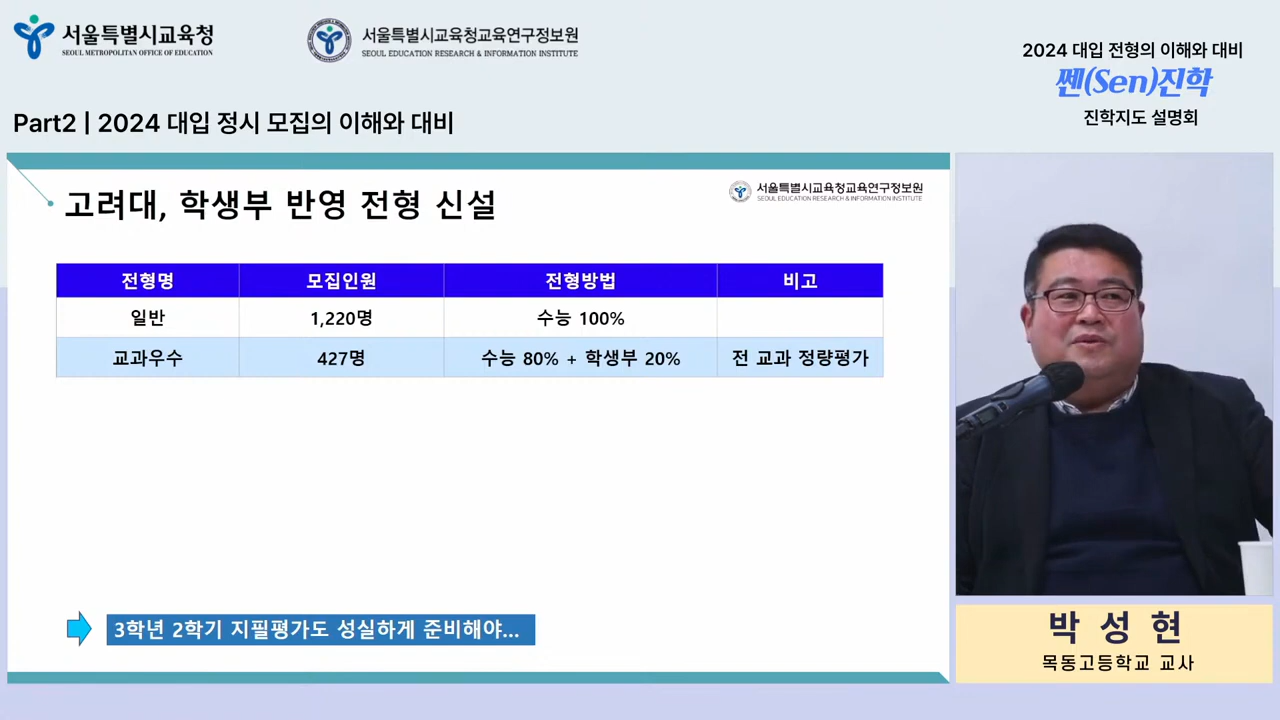 서울특별시교육청
SEOUL METROPOLITAN OFFICE OF EDUCATION
서울특별시교육청교육연구정보원
SEOUL EDUCATION RESEARCH & INFORMATION INSTITUTE
2024 대입 전형의 이해와 대비
쎈(Sen)진학
진학지도 설명회
Part2 | 2024 대입 정시 모집의 이해와 대비
고려대, 학생부 반영 전형 신설
서울특별시교육청교육연구정보원
SEOUL EDUCATION RESEARCH & INFORMATION INSTITUTE
전형명 모집인원 전형방법 비고
일반 1,220명 수능 100%
교과우수 427명 수능 80% + 학생부 20% 전 교과 정량평가
3학년 2학기 지필평가도 성실하게 준비해야...
박 성 현
목동고등학교 교사